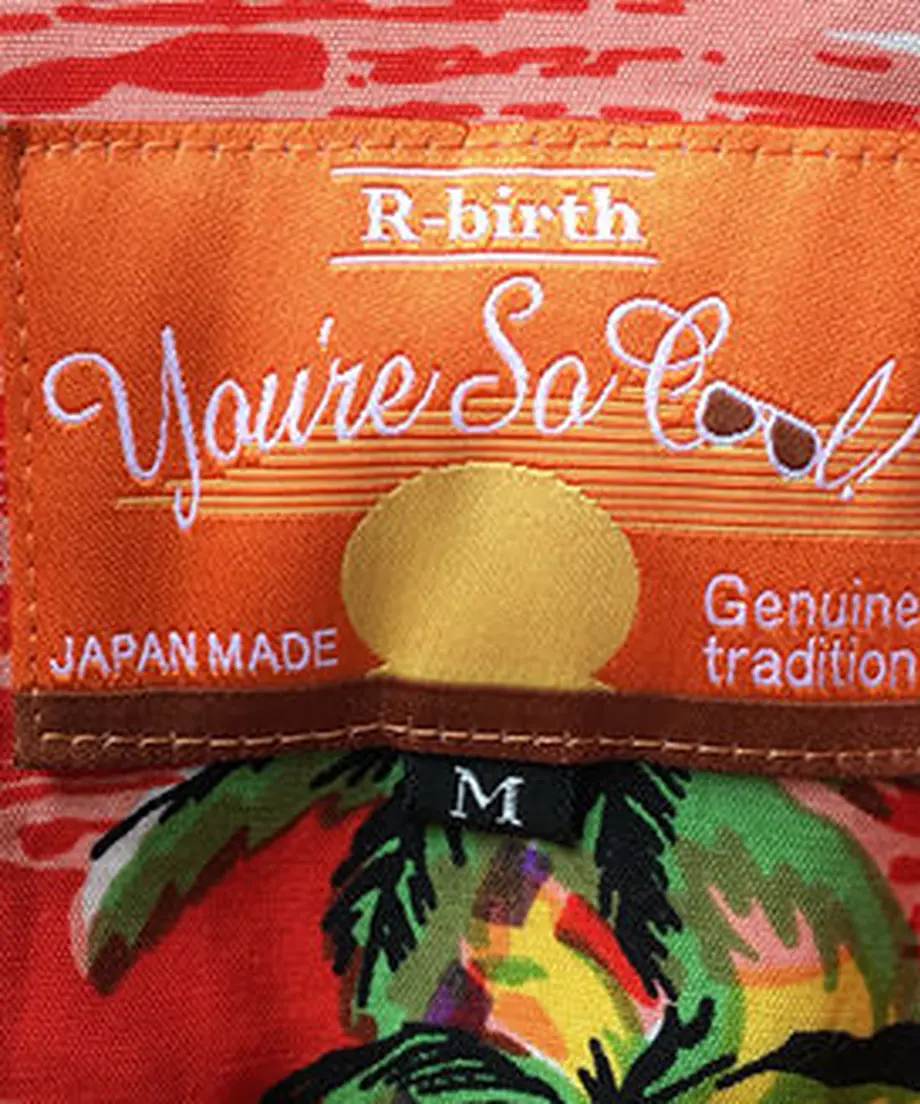 R-birth
You're So Cool!
JAPAN MADE
Genuine
tradition
M